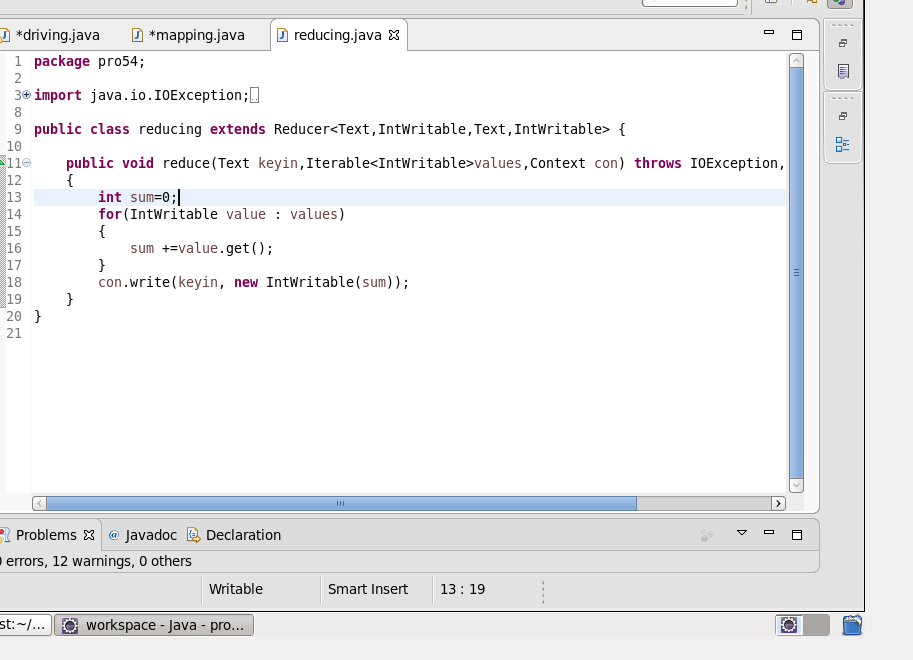 *driving.java *mapping.java reducing.java
1 package pro54;
2
3 import java.io.IOException;
8
9 public class reducing extends Reducer<Text,IntWritable,Text,IntWritable> {
10
11 public void reduce(Text keyin,Iterable<IntWritable>values,Context con) throws IOException,
12 {
13 int sum=0;
14 for(IntWritable value : values)
15 {
16 sum +=value.get();
17 }
18 con.write(keyin, new IntWritable(sum));
19 }
20 }
21
Problems @ Javadoc Declaration
0 errors, 12 warnings, 0 others
Writable Smart Insert 13 : 19
st:~/... workspace - Java - pro...